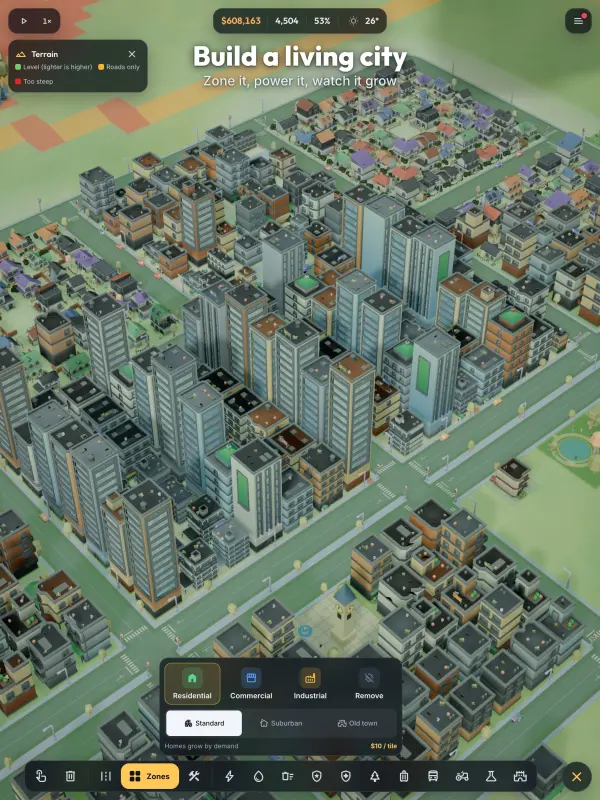 1x
$608,163 4,504 53% 26°
Terrain
Level (lighter is higher) Roads only
Too steep
Build a living city
Zone it, power it, watch it grow
Residential Commercial Industrial Remove
Standard Suburban Old town
Homes grow by demand $10 / tile
Zones